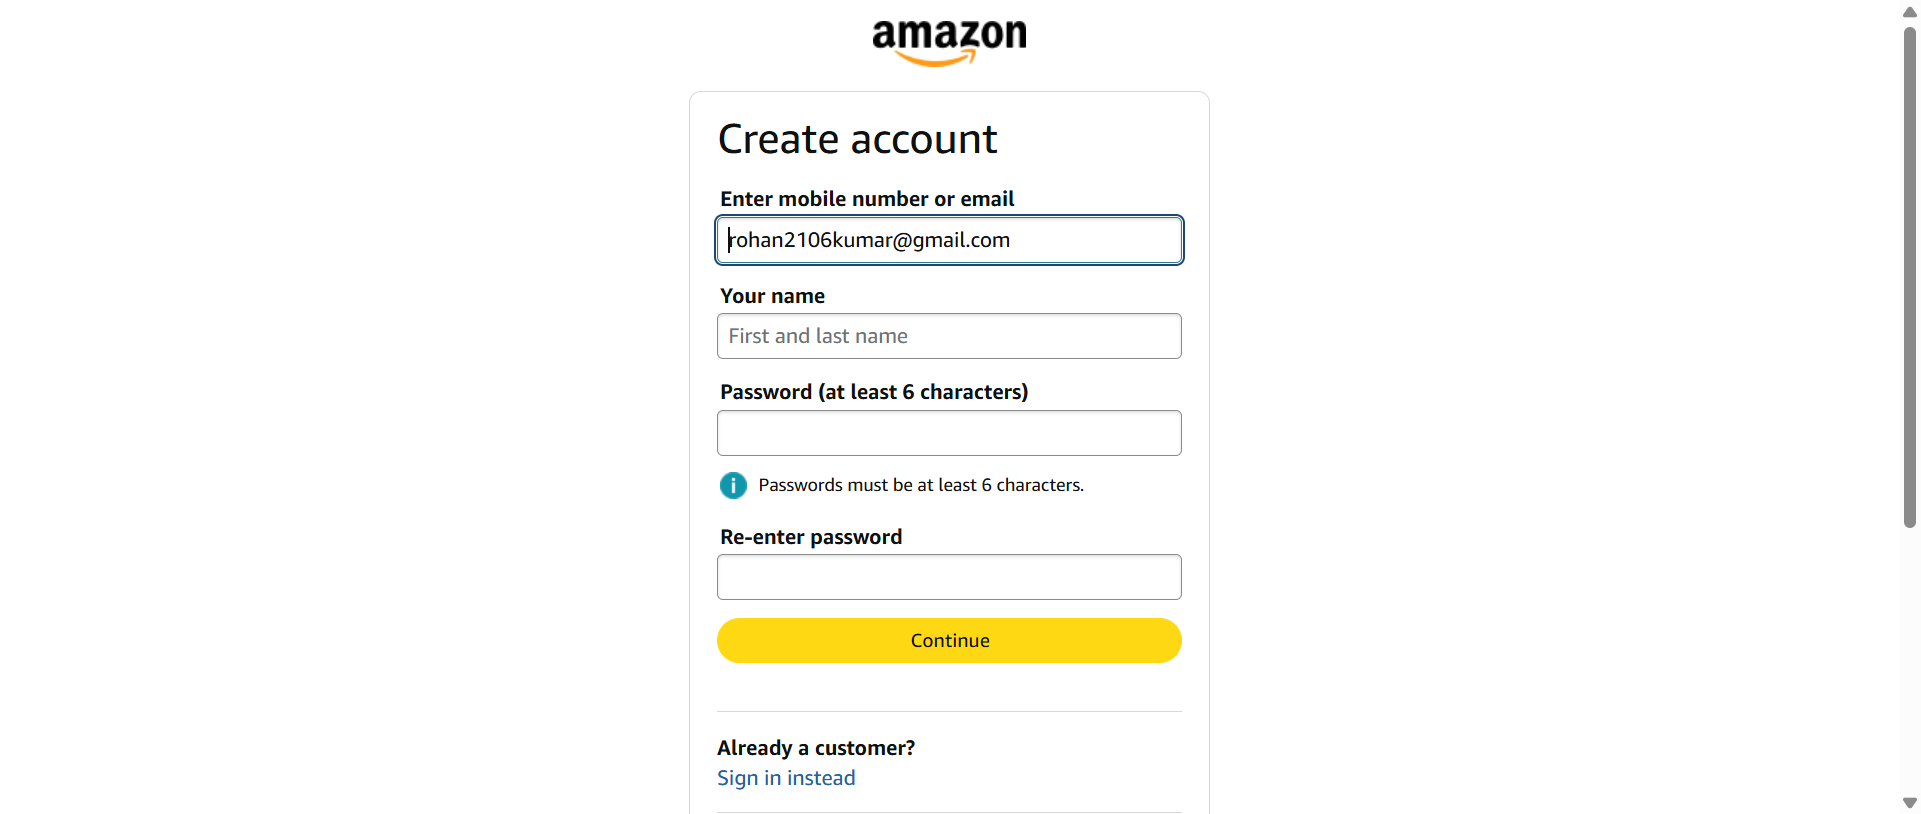 amazon
Create account
Enter mobile number or email
rohan2106kumar@gmail.com
Your name
First and last name
Password (at least 6 characters)
i Passwords must be at least 6 characters.
Re-enter password
Continue
Already a customer?
Sign in instead